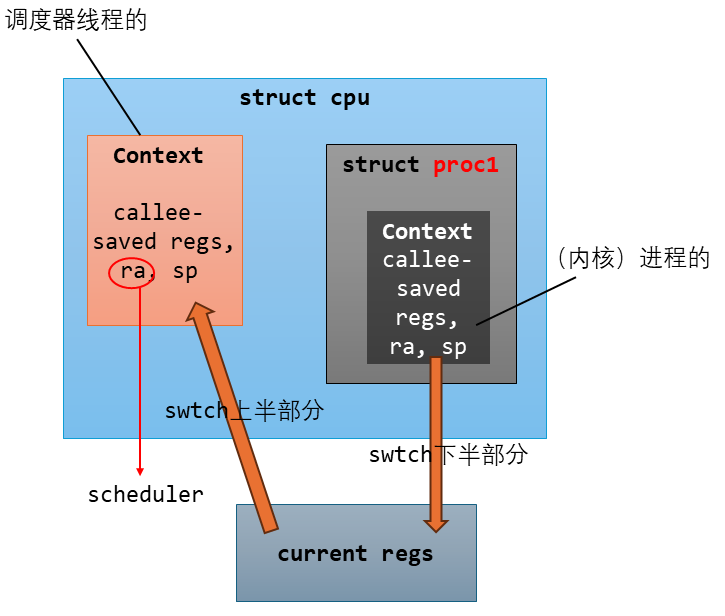 调度器线程的
struct cpu
Context
callee-
saved regs,
ra, sp
struct proc1
Context
callee-
saved
regs,
ra, sp
（内核）进程的
swtch上半部分
swtch下半部分
scheduler
current regs